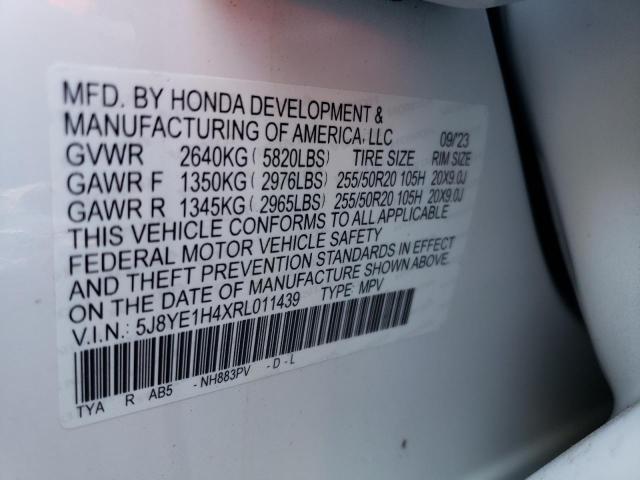 MFD. BY HONDA DEVELOPMENT &
MANUFACTURING OF AMERICA, LLC 09/'23
GVWR 2640KG ( 5820LBS) TIRE SIZE RIM SIZE
GAWR F 1350KG ( 2976LBS) 255/50R20 105H 20X9.0J
GAWR R 1345KG ( 2965LBS) 255/50R20 105H 20X9.0J
THIS VEHICLE CONFORMS TO ALL APPLICABLE
FEDERAL MOTOR VEHICLE SAFETY
AND THEFT PREVENTION STANDARDS IN EFFECT
ON THE DATE OF MANUFACTURE SHOWN ABOVE.
V.I.N.: 5J8YE1H4XRL011439 TYPE: MPV
TYA R AB5 -NH883PV -D-L